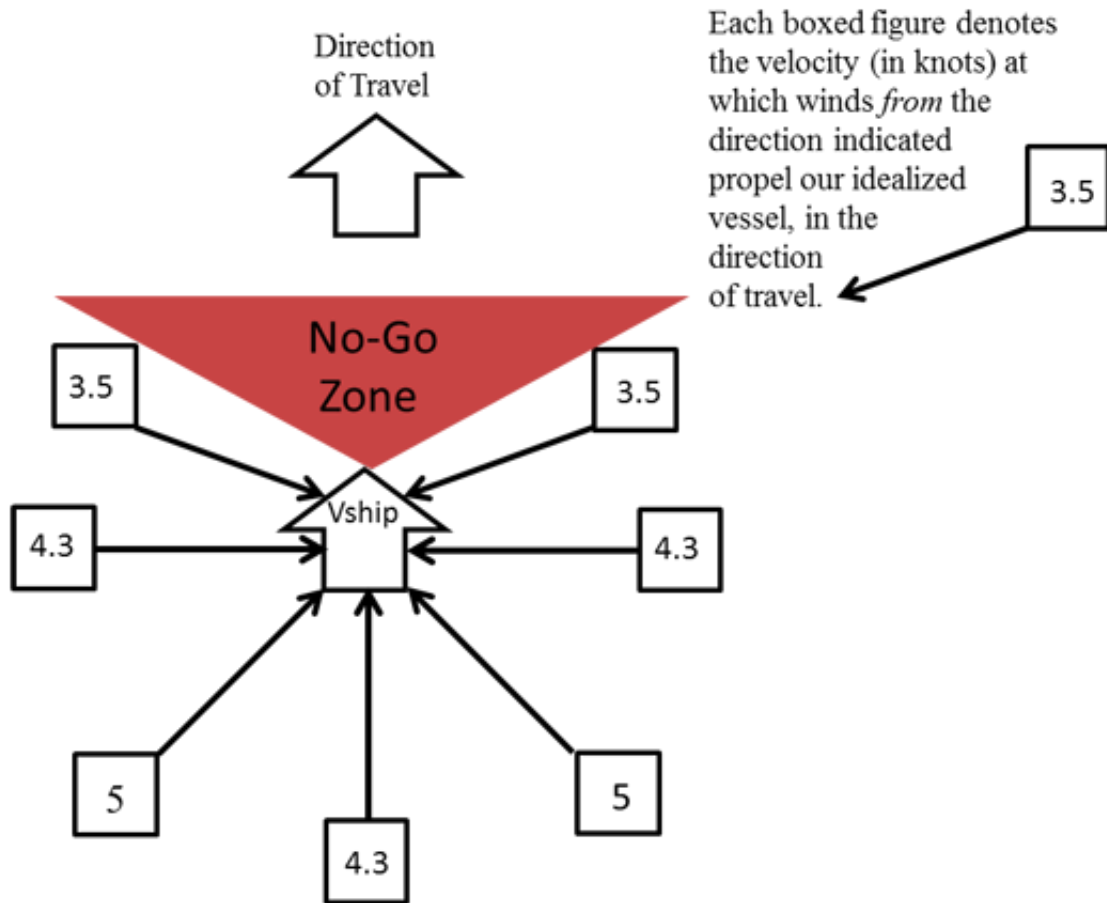 Direction
of Travel
Each boxed figure denotes
the velocity (in knots) at
which winds from the
direction indicated
propel our idealized
vessel, in the
direction
of travel.
3.5
No-Go
Zone
3.5
3.5
Vship
4.3
4.3
5
5
4.3